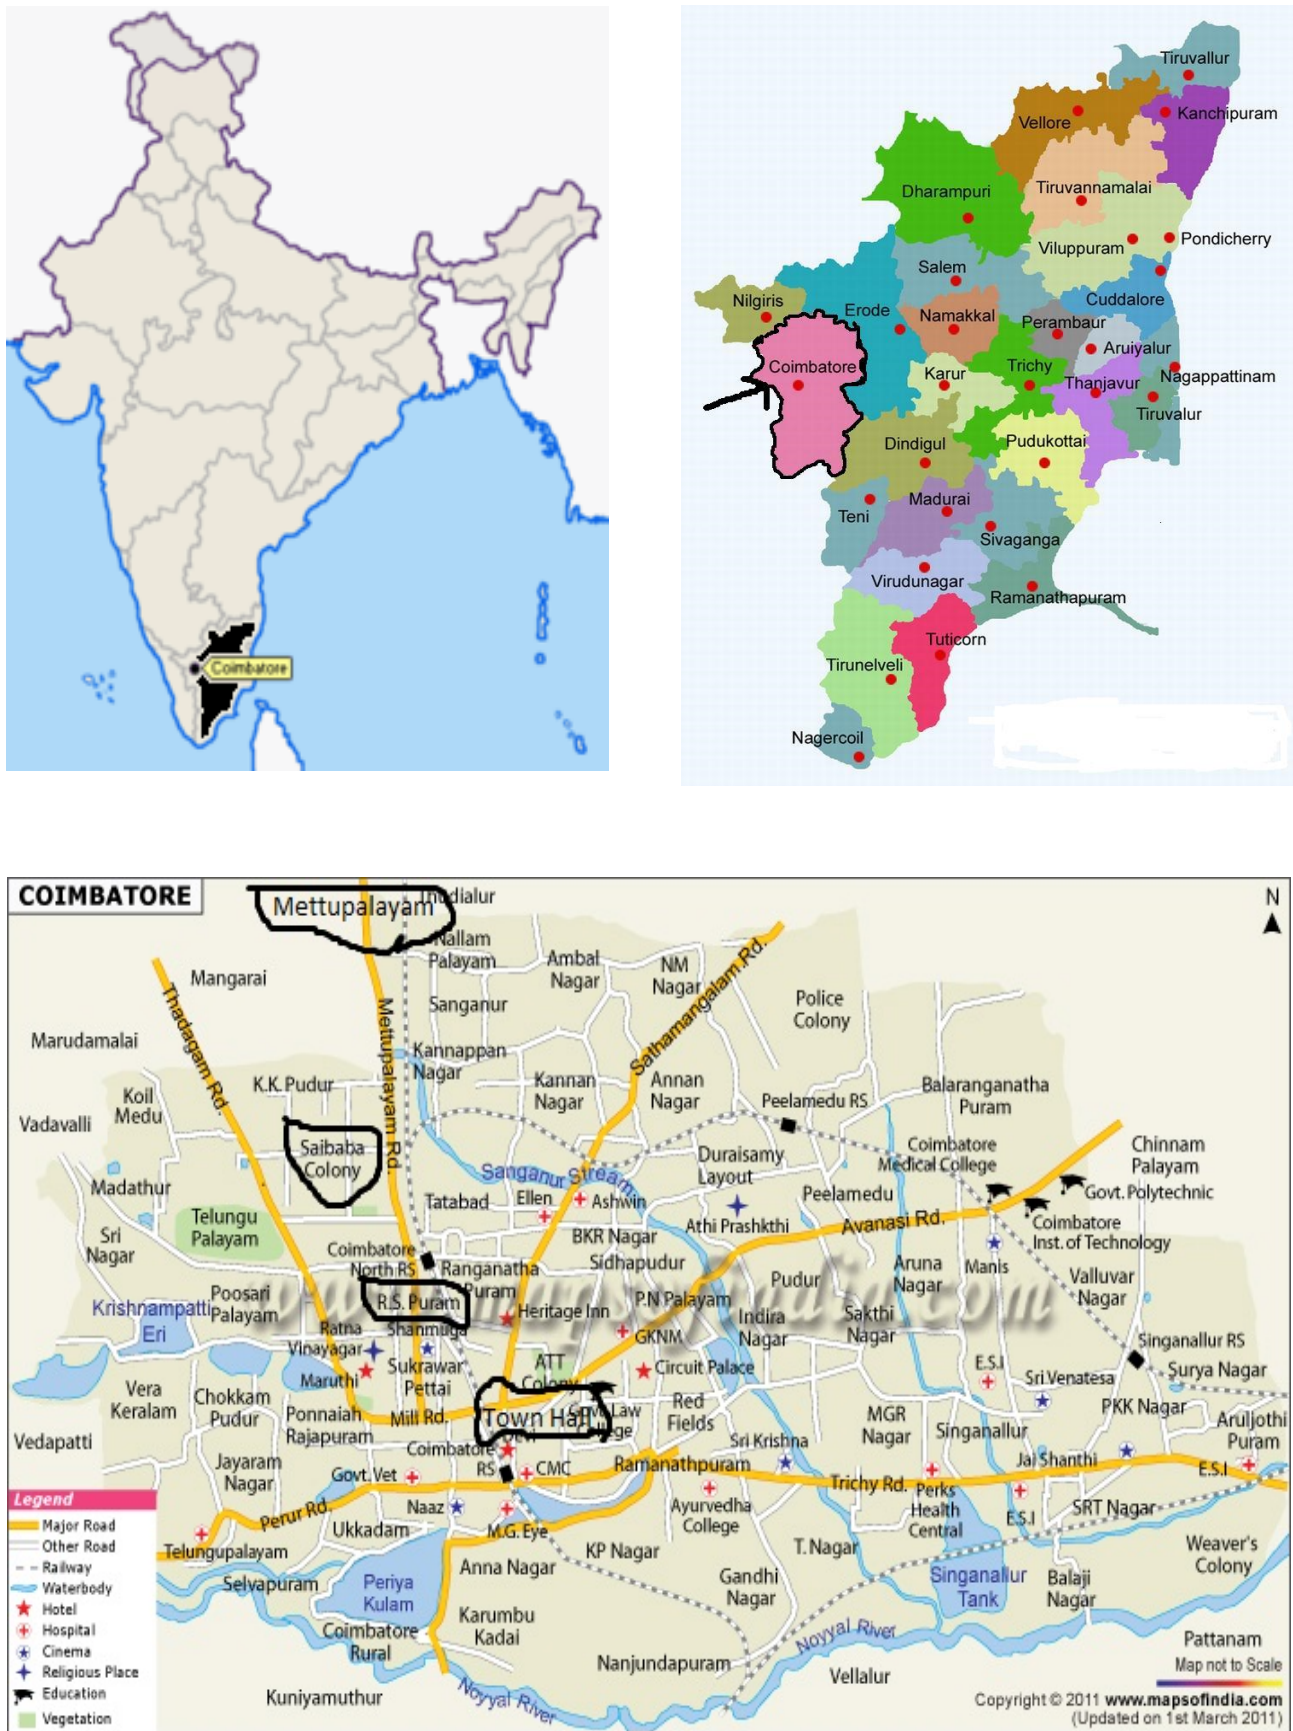 Coimbatore
Tiruvallur
Kanchipuram
Vellore
Dharampuri
Tiruvannamalai
Viluppuram
Pondicherry
Salem
Cuddalore
Nilgiris
Erode
Namakkal
Perambaur
Aruiyalur
Coimbatore
Karur
Trichy
Thanjavur
Nagappattinam
Tiruvalur
Dindigul
Pudukottai
Madurai
Teni
Sivaganga
Virudunagar
Ramanathapuram
Tuticorn
Tirunelveli
Nagercoil
COIMBATORE
N
Mettupalayam
Thudialur
Mangarai
Nallam
Palayam
Ambal
Nagar
NM
Nagar
Sathamangalam Rd.
Thadagam Rd.
Mettupalayam Rd.
Sanganur
Police
Colony
Marudamalai
Kannappan
Nagar
K.K. Pudur
Koil
Medu
Kannan
Nagar
Annan
Nagar
Peelamedu RS
Balaranganatha
Puram
Vadavalli
Saibaba
Colony
Duraisamy
Layout
Coimbatore
Medical College
Chinnam
Palayam
Madathur
Sanganur Stream
Tatabad
Ellen
Ashwin
Peelamedu
Govt. Polytechnic
Telungu
Palayam
Athi Prashkthi
Avanasi Rd.
Coimbatore
Inst. of Technology
Sri
Nagar
BKR Nagar
Coimbatore
North RS
Ranganatha
Puram
Sidhapudur
Pudur
Aruna
Nagar
Manis
Valluvar
Nagar
Krishnampatti
Eri
Poosari
Palayam
R.S. Puram
Heritage Inn
P.N Palayam
Indira
Nagar
Sakthi
Nagar
Ratna
Vinayagar
Shanmuga
GKNM
Singanallur RS
Maruthi
Sukrawar
Pettai
ATT
Colony
Circuit Palace
E.S.I
Sri Venatesa
Surya Nagar
Vera
Keralam
Chokkam
Pudur
Ponnaiah
Rajapuram
Mill Rd.
Town Hall
Red
Fields
MGR
Nagar
Singanallur
PKK Nagar
Aruljothi
Puram
Vedapatti
Coimbatore
RS
CMC
Ramanathpuram
Sri Krishna
Jai Shanthi
E.S.I
Jayaram
Nagar
Govt. Vet
Trichy Rd.
Perks
Health
Central
E.S.I
SRT Nagar
Perur Rd.
Naaz
Ukkadam
M.G. Eye
Ayurvedha
College
Telungupalayam
Anna Nagar
KP Nagar
T. Nagar
Weaver's
Colony
Selvapuram
Periya
Kulam
Gandhi
Nagar
Singanallur
Tank
Balaji
Nagar
Coimbatore
Rural
Karumbu
Kadai
Noyyal River
Nanjundapuram
Vellalur
Pattanam
Kuniyamuthur
Noyyal River
Legend
Major Road
Other Road
Railway
Waterbody
Hotel
Hospital
Cinema
Religious Place
Education
Vegetation
Map not to Scale
Copyright © 2011 www.mapsofindia.com
(Updated on 1st March 2011)